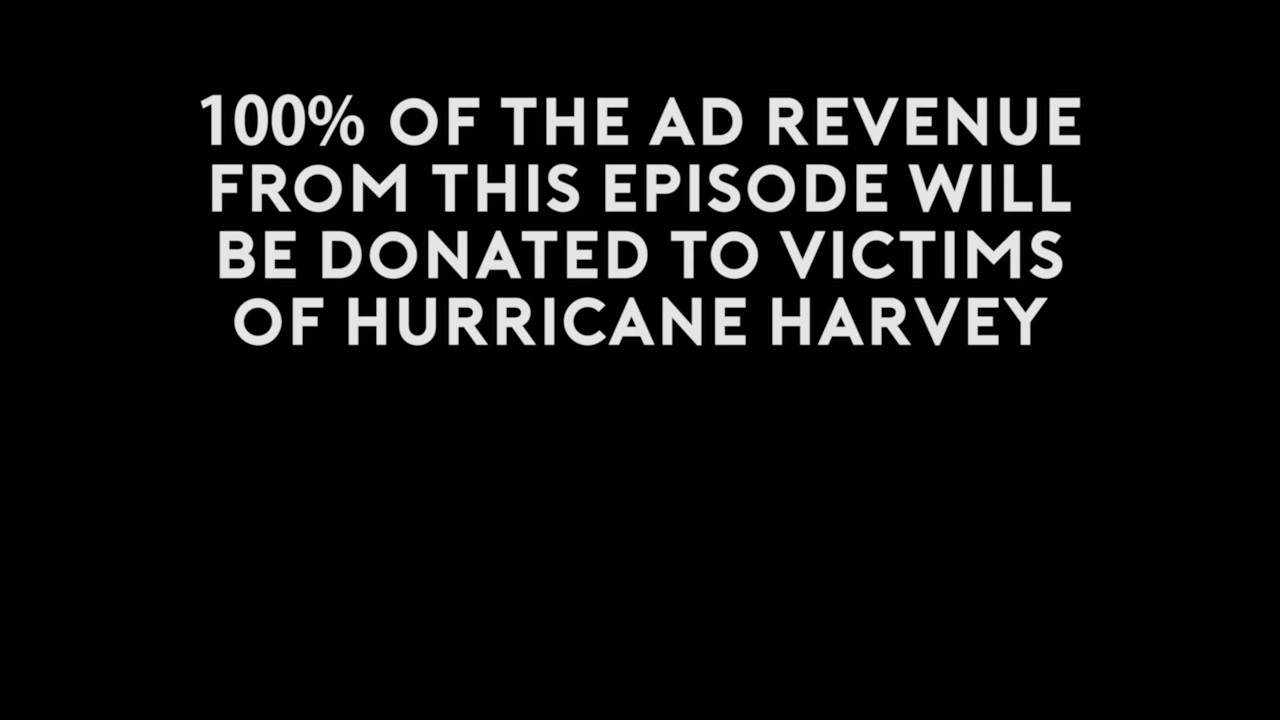 100% OF THE AD REVENUE
FROM THIS EPISODE WILL
BE DONATED TO VICTIMS
OF HURRICANE HARVEY